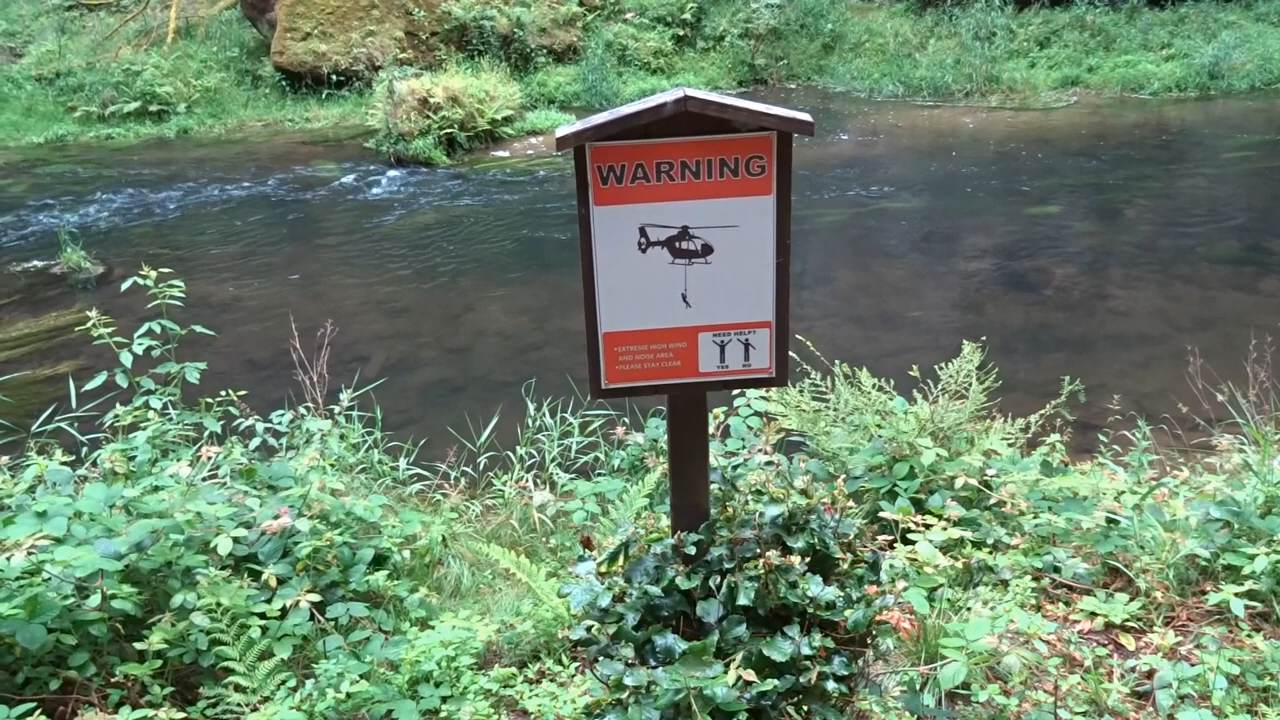 WARNING
• EXTREME HIGH WIND
AND NOISE AREA
• PLEASE STAY CLEAR
NEED HELP?
YES NO